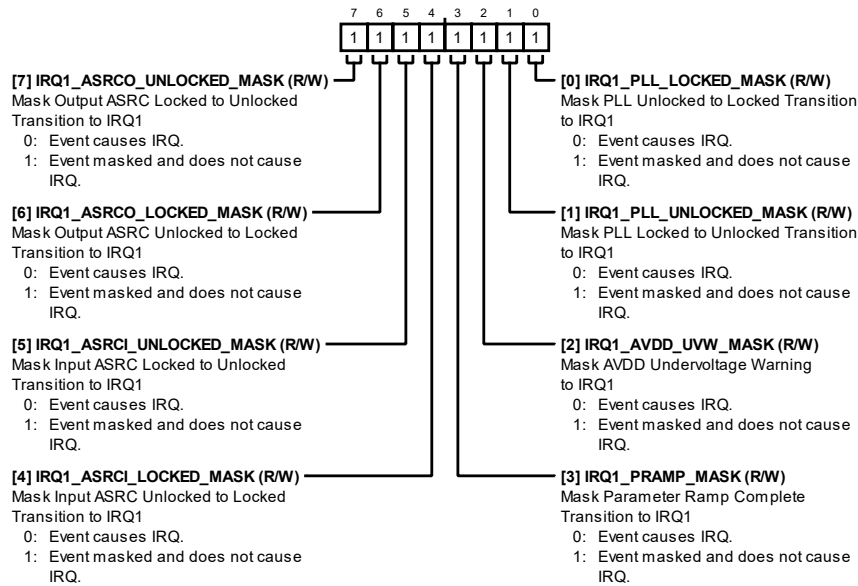 7 6 5 4 3 2 1 0
1 1 1 1 1 1 1 1
[7] IRQ1_ASRCO_UNLOCKED_MASK (R/W)
Mask Output ASRC Locked to Unlocked
Transition to IRQ1
0: Event causes IRQ.
1: Event masked and does not cause
IRQ.
[6] IRQ1_ASRCO_LOCKED_MASK (R/W)
Mask Output ASRC Unlocked to Locked
Transition to IRQ1
0: Event causes IRQ.
1: Event masked and does not cause
IRQ.
[5] IRQ1_ASRCI_UNLOCKED_MASK (R/W)
Mask Input ASRC Locked to Unlocked
Transition to IRQ1
0: Event causes IRQ.
1: Event masked and does not cause
IRQ.
[4] IRQ1_ASRCI_LOCKED_MASK (R/W)
Mask Input ASRC Unlocked to Locked
Transition to IRQ1
0: Event causes IRQ.
1: Event masked and does not cause
IRQ.
[0] IRQ1_PLL_LOCKED_MASK (R/W)
Mask PLL Unlocked to Locked Transition
to IRQ1
0: Event causes IRQ.
1: Event masked and does not cause
IRQ.
[1] IRQ1_PLL_UNLOCKED_MASK (R/W)
Mask PLL Locked to Unlocked Transition
to IRQ1
0: Event causes IRQ.
1: Event masked and does not cause
IRQ.
[2] IRQ1_AVDD_UVW_MASK (R/W)
Mask AVDD Undervoltage Warning
to IRQ1
0: Event causes IRQ.
1: Event masked and does not cause
IRQ.
[3] IRQ1_PRAMP_MASK (R/W)
Mask Parameter Ramp Complete
Transition to IRQ1
0: Event causes IRQ.
1: Event masked and does not cause
IRQ.